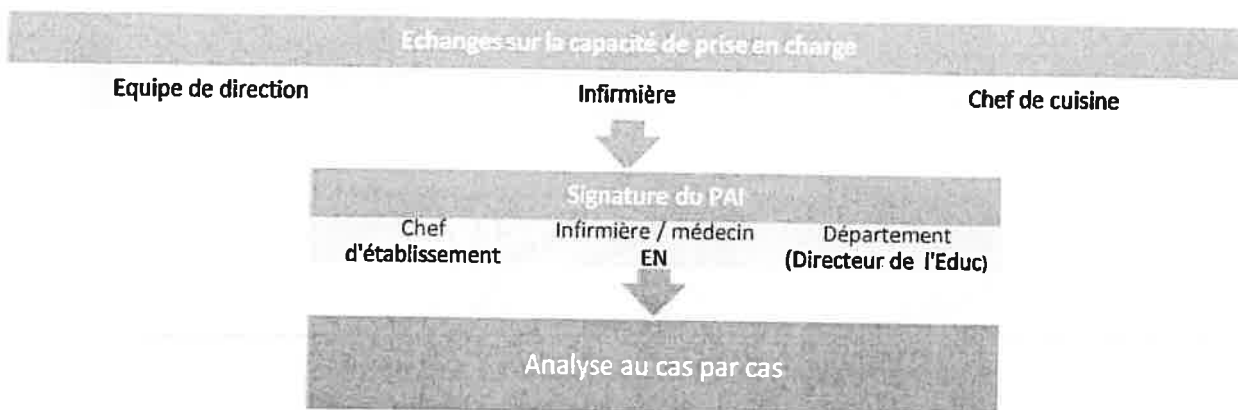 Echanges sur la capacité de prise en charge
Equipe de direction Infirmière Chef de cuisine
Signature du PAI
Chef Infirmière / médecin Département
d'établissement EN (Directeur de l'Educ)
Analyse au cas par cas